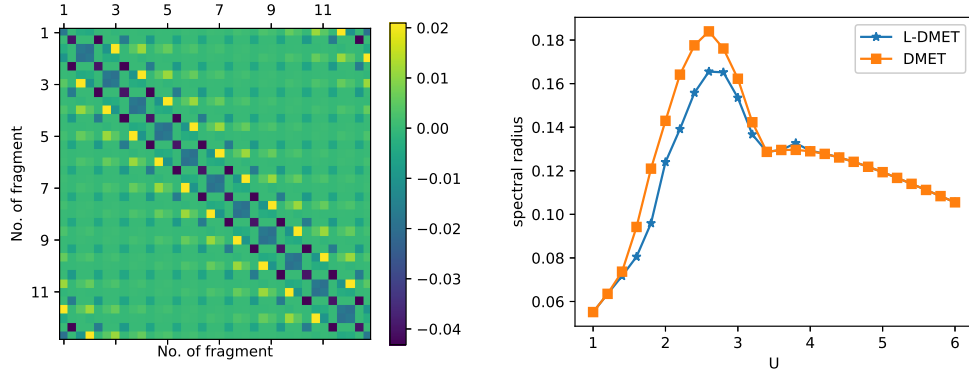 1 3 5 7 9 11
1
3
5
7
9
11
No. of fragment
No. of fragment
0.02
0.01
0.00
−0.01
−0.02
−0.03
−0.04
L-DMET
DMET
0.18
0.16
0.14
0.12
0.10
0.08
0.06
spectral radius
1 2 3 4 5 6
U